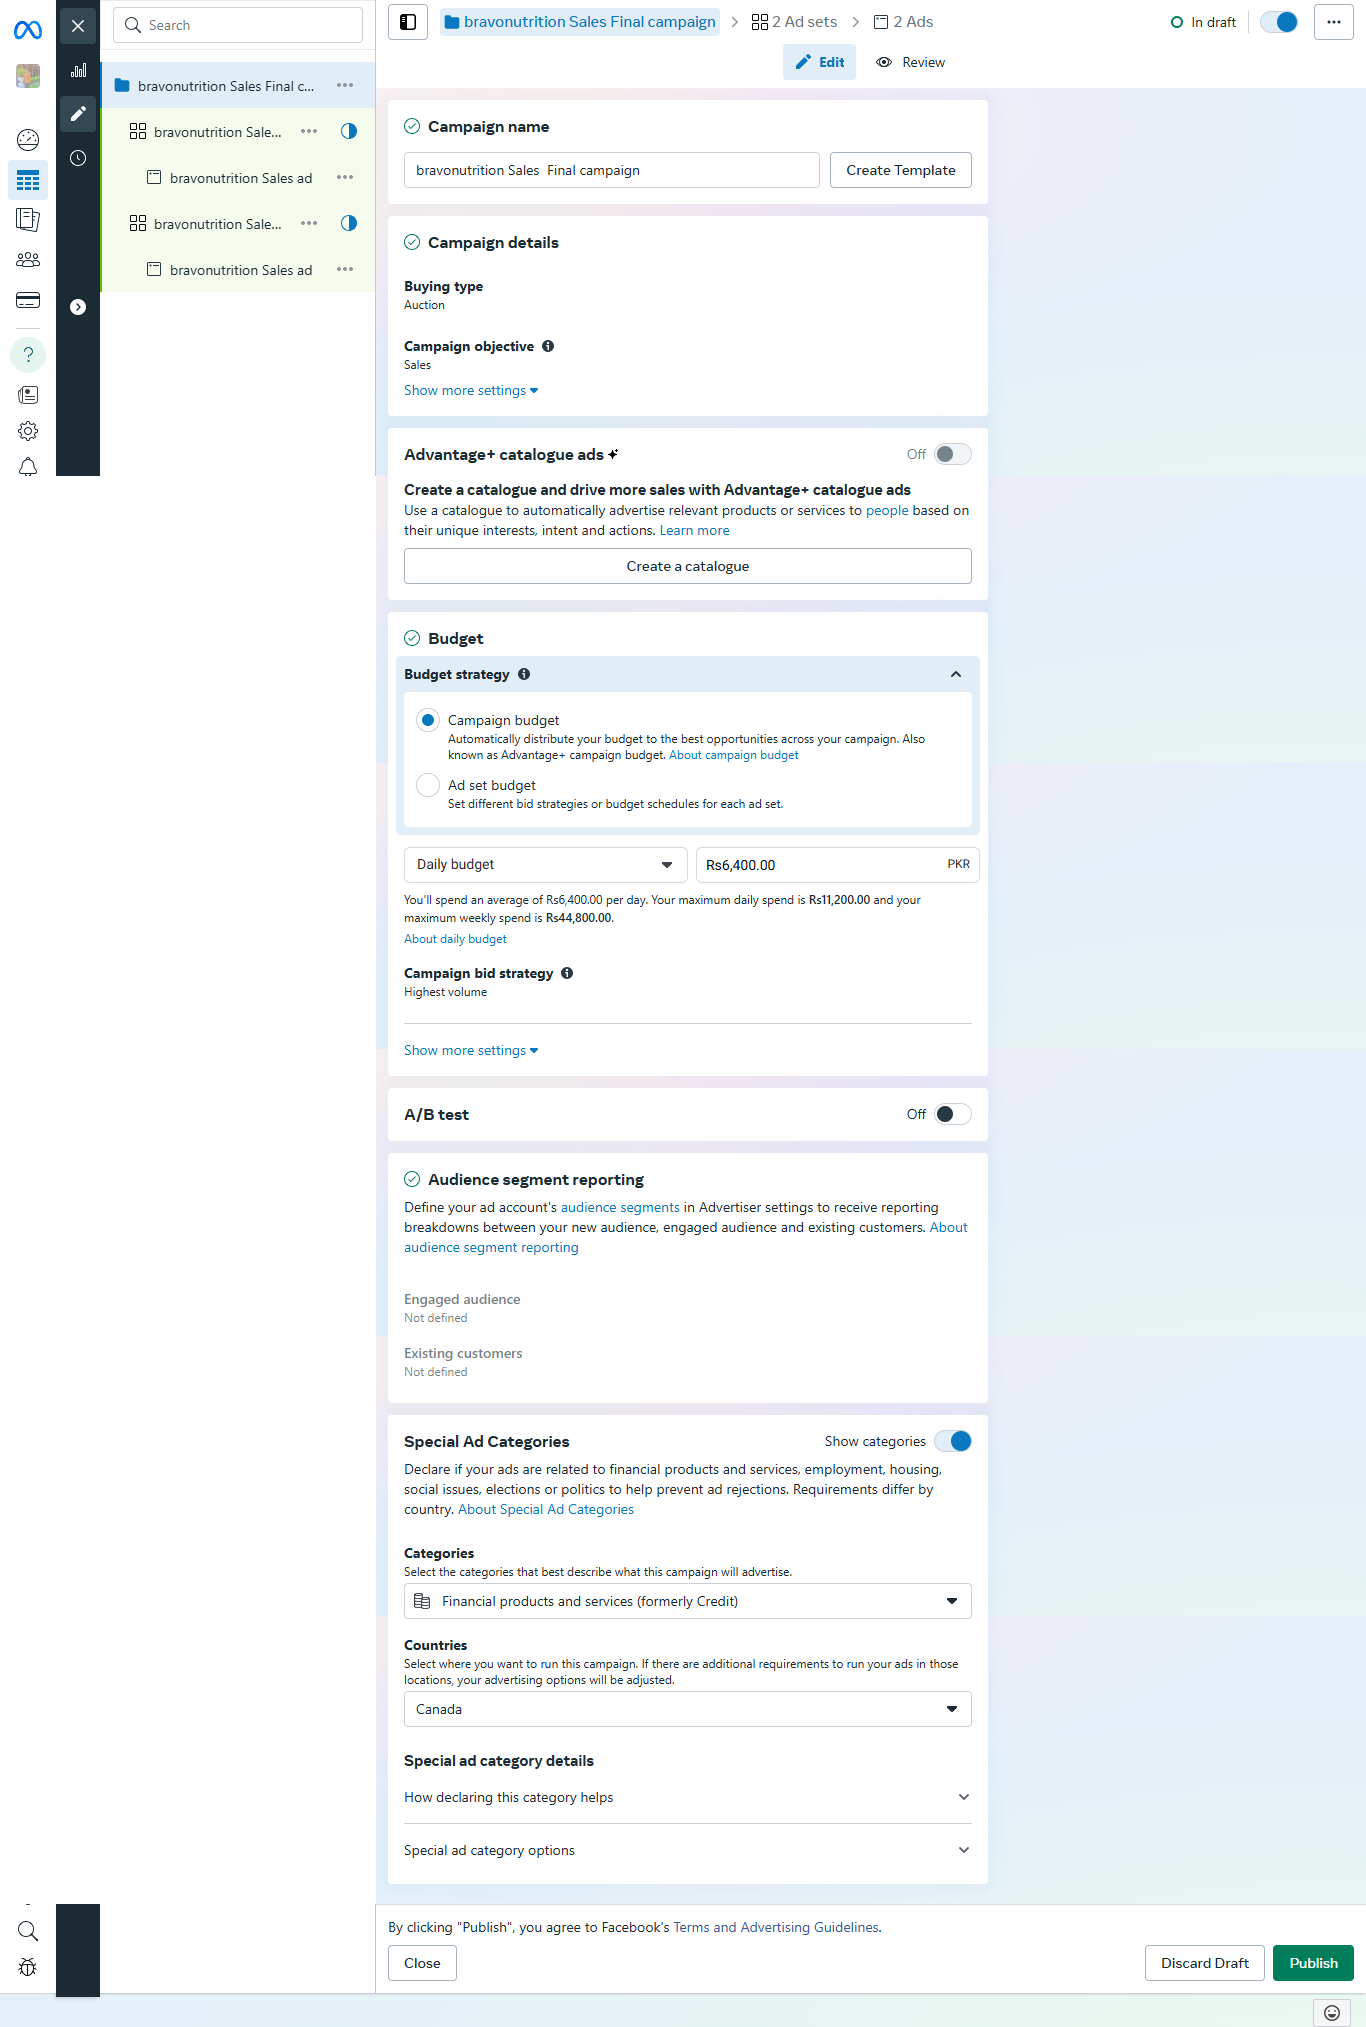 Search
bravonutrition Sales Final c...
bravonutrition Sale...
bravonutrition Sales ad
bravonutrition Sale...
bravonutrition Sales ad
bravonutrition Sales Final campaign
2 Ad sets
2 Ads
In draft
Edit
Review
Campaign name
bravonutrition Sales  Final campaign
Create Template
Campaign details
Buying type
Auction
Campaign objective
Sales
Show more settings
Advantage+ catalogue ads
Off
Create a catalogue and drive more sales with Advantage+ catalogue ads
Use a catalogue to automatically advertise relevant products or services to people based on
their unique interests, intent and actions. Learn more
Create a catalogue
Budget
Budget strategy
Campaign budget
Automatically distribute your budget to the best opportunities across your campaign. Also
known as Advantage+ campaign budget. About campaign budget
Ad set budget
Set different bid strategies or budget schedules for each ad set.
Daily budget
Rs6,400.00
PKR
You'll spend an average of Rs6,400.00 per day. Your maximum daily spend is Rs11,200.00 and your
maximum weekly spend is Rs44,800.00.
About daily budget
Campaign bid strategy
Highest volume
Show more settings
A/B test
Off
Audience segment reporting
Define your ad account's audience segments in Advertiser settings to receive reporting
breakdowns between your new audience, engaged audience and existing customers. About
audience segment reporting
Engaged audience
Not defined
Existing customers
Not defined
Special Ad Categories
Show categories
Declare if your ads are related to financial products and services, employment, housing,
social issues, elections or politics to help prevent ad rejections. Requirements differ by
country. About Special Ad Categories
Categories
Select the categories that best describe what this campaign will advertise.
Financial products and services (formerly Credit)
Countries
Select where you want to run this campaign. If there are additional requirements to run your ads in those
locations, your advertising options will be adjusted.
Canada
Special ad category details
How declaring this category helps
Special ad category options
By clicking "Publish", you agree to Facebook's Terms and Advertising Guidelines.
Close
Discard Draft
Publish